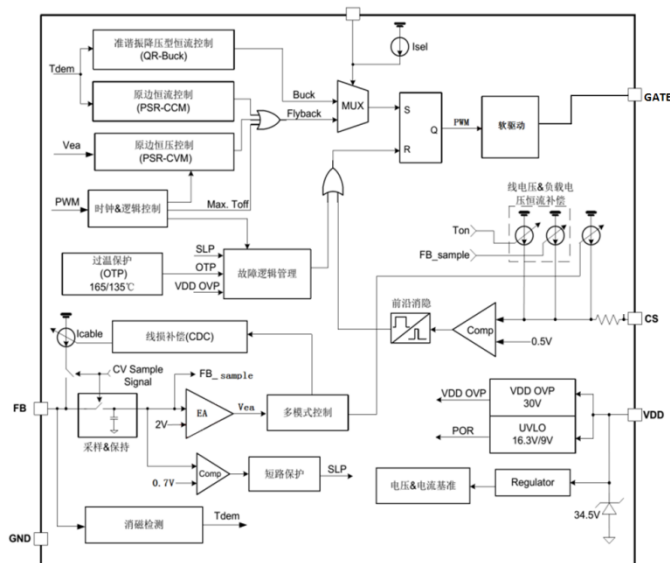 Isel
准谐振降压型恒流控制
(QR-Buck)
Tdem
原边恒流控制
(PSR-CCM)
Buck
Flyback
MUX
S
Q
R
PWM
软驱动
GATE
Vea
原边恒压控制
(PSR-CVM)
PWM
时钟&逻辑控制
Max. Toff
线电压&负载电
压恒流补偿
Ton
FB_sample
过温保护
(OTP)
165/135℃
SLP
OTP
VDD OVP
故障逻辑管理
前沿消隐
Comp
0.5V
CS
Icable
线损补偿(CDC)
CV Sample
Signal
FB_sample
FB
采样&保持
2V
EA
Vea
多模式控制
VDD OVP
VDD OVP
30V
POR
UVLO
16.3V/9V
VDD
0.7V
Comp
短路保护
SLP
电压&电流基准
Regulator
34.5V
消磁检测
Tdem
GND